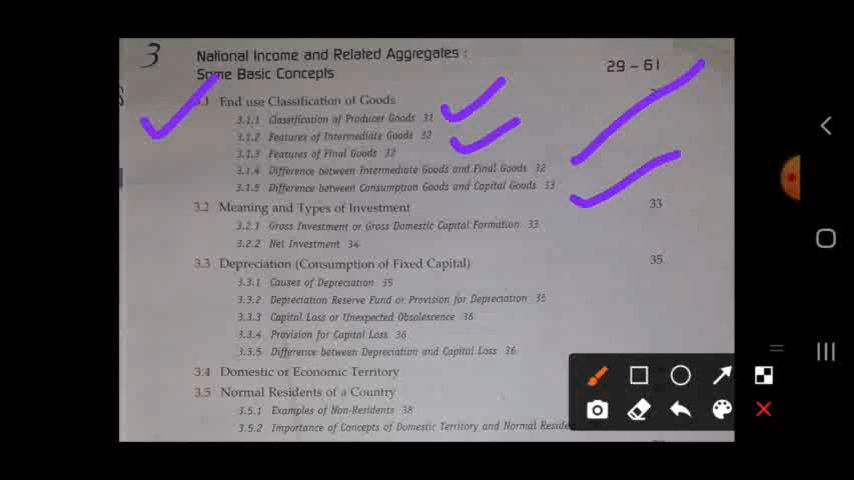 3
National Income and Related Aggregates :
Some Basic Concepts 29 – 61
3.1 End use Classification of Goods
3.1.1 Classification of Producer Goods 31
3.1.2 Features of Intermediate Goods 32
3.1.3 Features of Final Goods 32
3.1.4 Difference between Intermediate Goods and Final Goods 32
3.1.5 Difference between Consumption Goods and Capital Goods 33
3.2 Meaning and Types of Investment 33
3.2.1 Gross Investment or Gross Domestic Capital Formation 33
3.2.2 Net Investment 34
3.3 Depreciation (Consumption of Fixed Capital) 35
3.3.1 Causes of Depreciation 35
3.3.2 Depreciation Reserve Fund or Provision for Depreciation 35
3.3.3 Capital Loss or Unexpected Obsolescence 36
3.3.4 Provision for Capital Loss 36
3.3.5 Difference between Depreciation and Capital Loss 36
3.4 Domestic or Economic Territory
3.5 Normal Residents of a Country
3.5.1 Examples of Non-Residents 38
3.5.2 Importance of Concepts of Domestic Territory and Normal